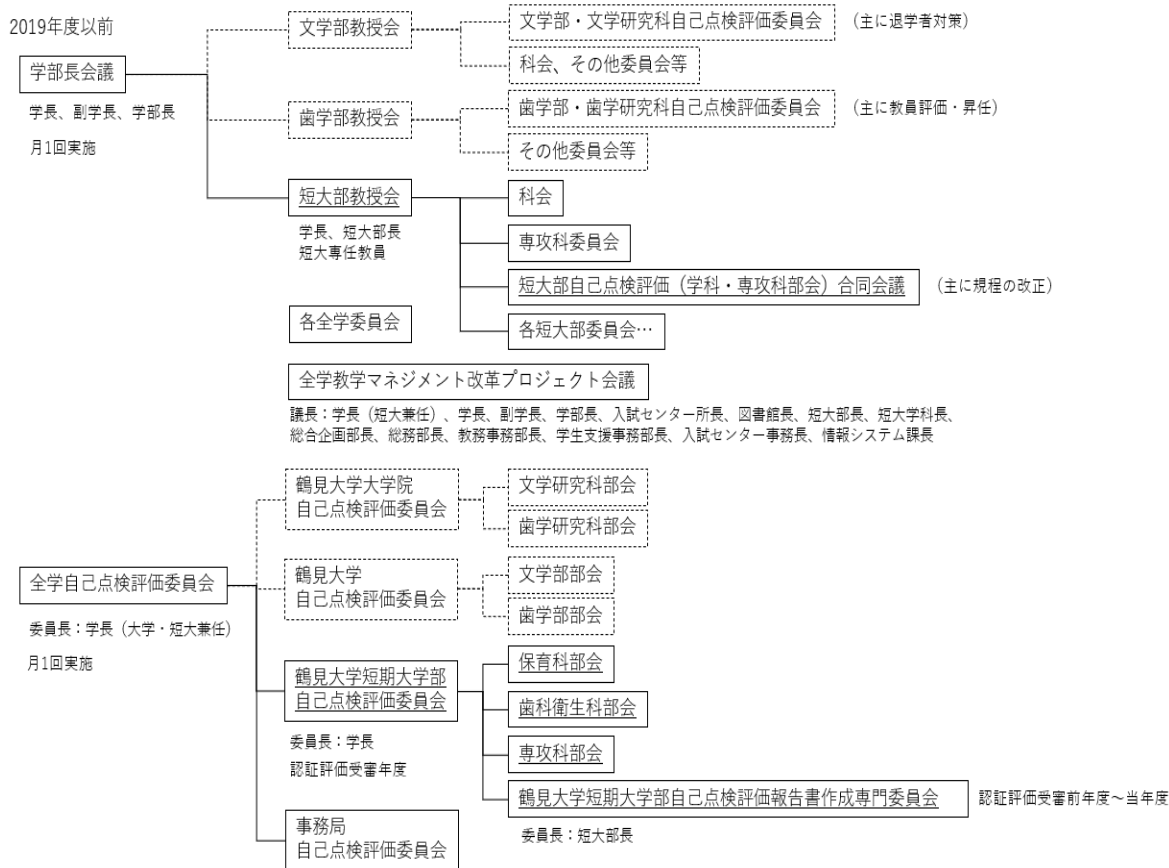 2019年度以前
学部長会議
学長、副学長、学部長
月1回実施
文学部教授会
文学部・文学研究科自己点検評価委員会
(主に退学者対策)
科会、その他委員会等
歯学部教授会
歯学部・歯学研究科自己点検評価委員会
(主に教員評価・昇任)
その他委員会等
短大部教授会
学長、短大部長
短大専任教員
科会
専攻科委員会
短大部自己点検評価(学科・専攻科部会)合同会議
(主に規程の改正)
各短大部委員会…
各全学委員会
全学教学マネジメント改革プロジェクト会議
議長:学長(短大兼任)、学長、副学長、学部長、入試センター所長、図書館長、短大部長、短大学科長、
総合企画部長、総務部長、教務事務部長、学生支援事務部長、入試センター事務長、情報システム課長
全学自己点検評価委員会
委員長:学長(大学・短大兼任)
月1回実施
鶴見大学大学院
自己点検評価委員会
文学研究科部会
歯学研究科部会
鶴見大学
自己点検評価委員会
文学部部会
歯学部部会
鶴見大学短期大学部
自己点検評価委員会
委員長:学長
認証評価受審年度
保育科部会
歯科衛生科部会
専攻科部会
鶴見大学短期大学部自己点検評価報告書作成専門委員会
認証評価受審前年度~当年度
委員長:短大部長
事務局
自己点検評価委員会